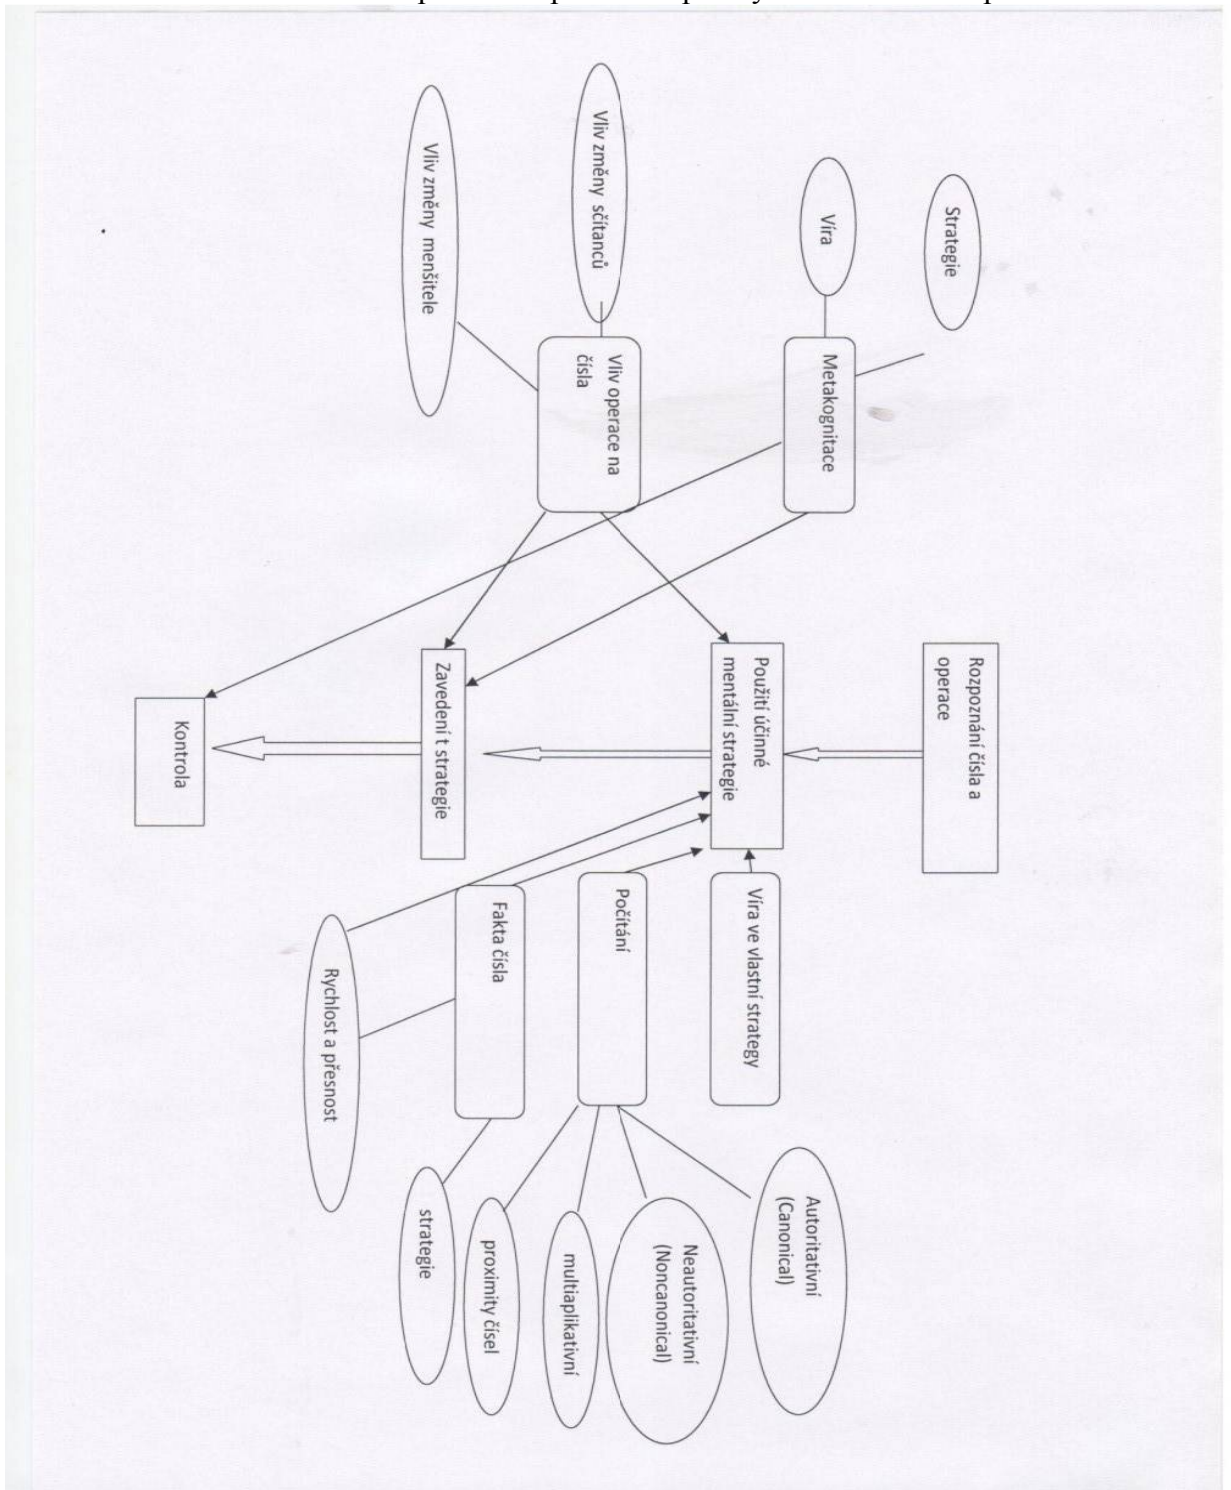 Strategie
Rozpoznání čísla a
operace
Víra
Metakognitace
Autoritativní
(Canonical)
Použití účinné
mentální strategie
Víra ve vlastní strategy
Neautoritativní
(Noncanonical)
Vliv změny sčítanců
Vliv operace na
čísla
Počítání
multiaplikativní
Fakta čísla
proximity čísel
Vliv změny menšitele
Zavedení t strategie
strategie
Rychlost a přesnost
Kontrola